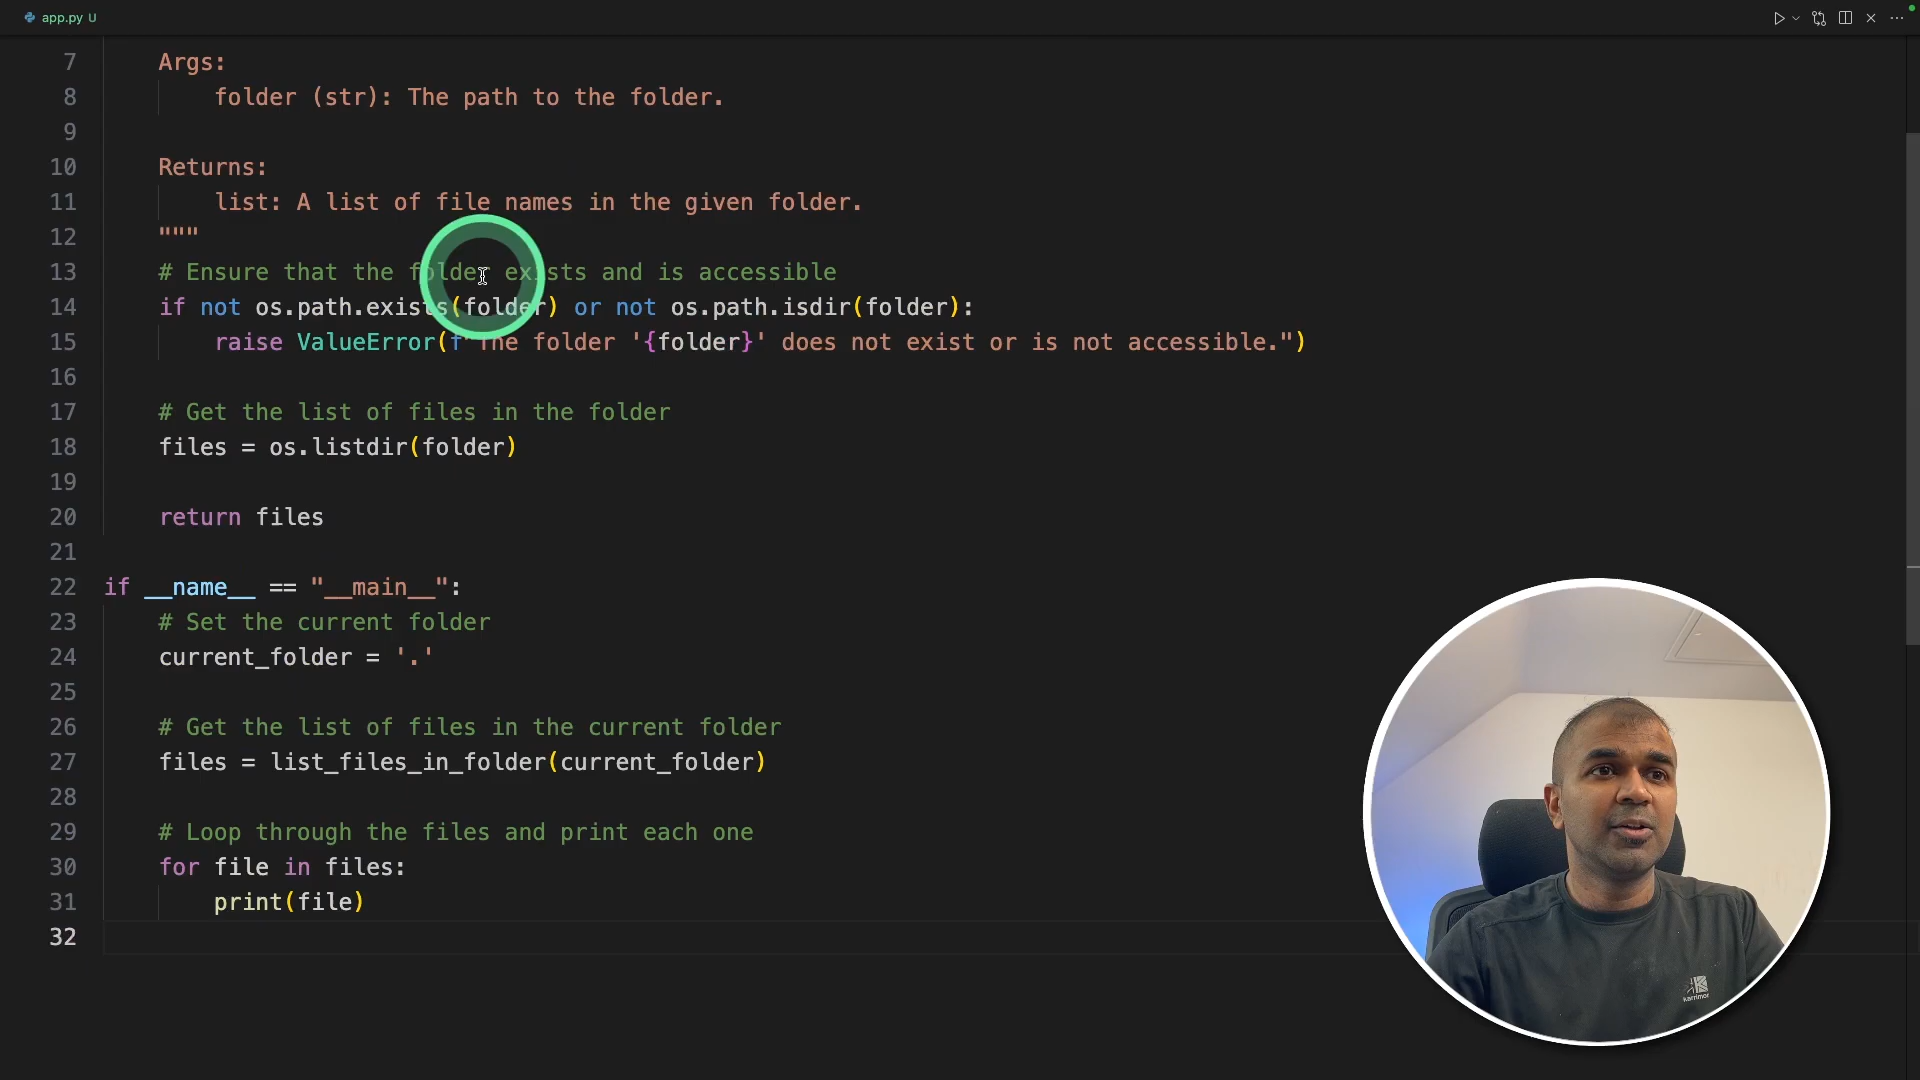 app.py U
7 Args:
8 folder (str): The path to the folder.
9
10 Returns:
11 list: A list of file names in the given folder.
12 """
13 # Ensure that the folder exists and is accessible
14 if not os.path.exists(folder) or not os.path.isdir(folder):
15 raise ValueError(f"The folder '{folder}' does not exist or is not accessible.")
16
17 # Get the list of files in the folder
18 files = os.listdir(folder)
19
20 return files
21
22 if __name__ == "__main__":
23 # Set the current folder
24 current_folder = '.'
25
26 # Get the list of files in the current folder
27 files = list_files_in_folder(current_folder)
28
29 # Loop through the files and print each one
30 for file in files:
31 print(file)
32
karrimor